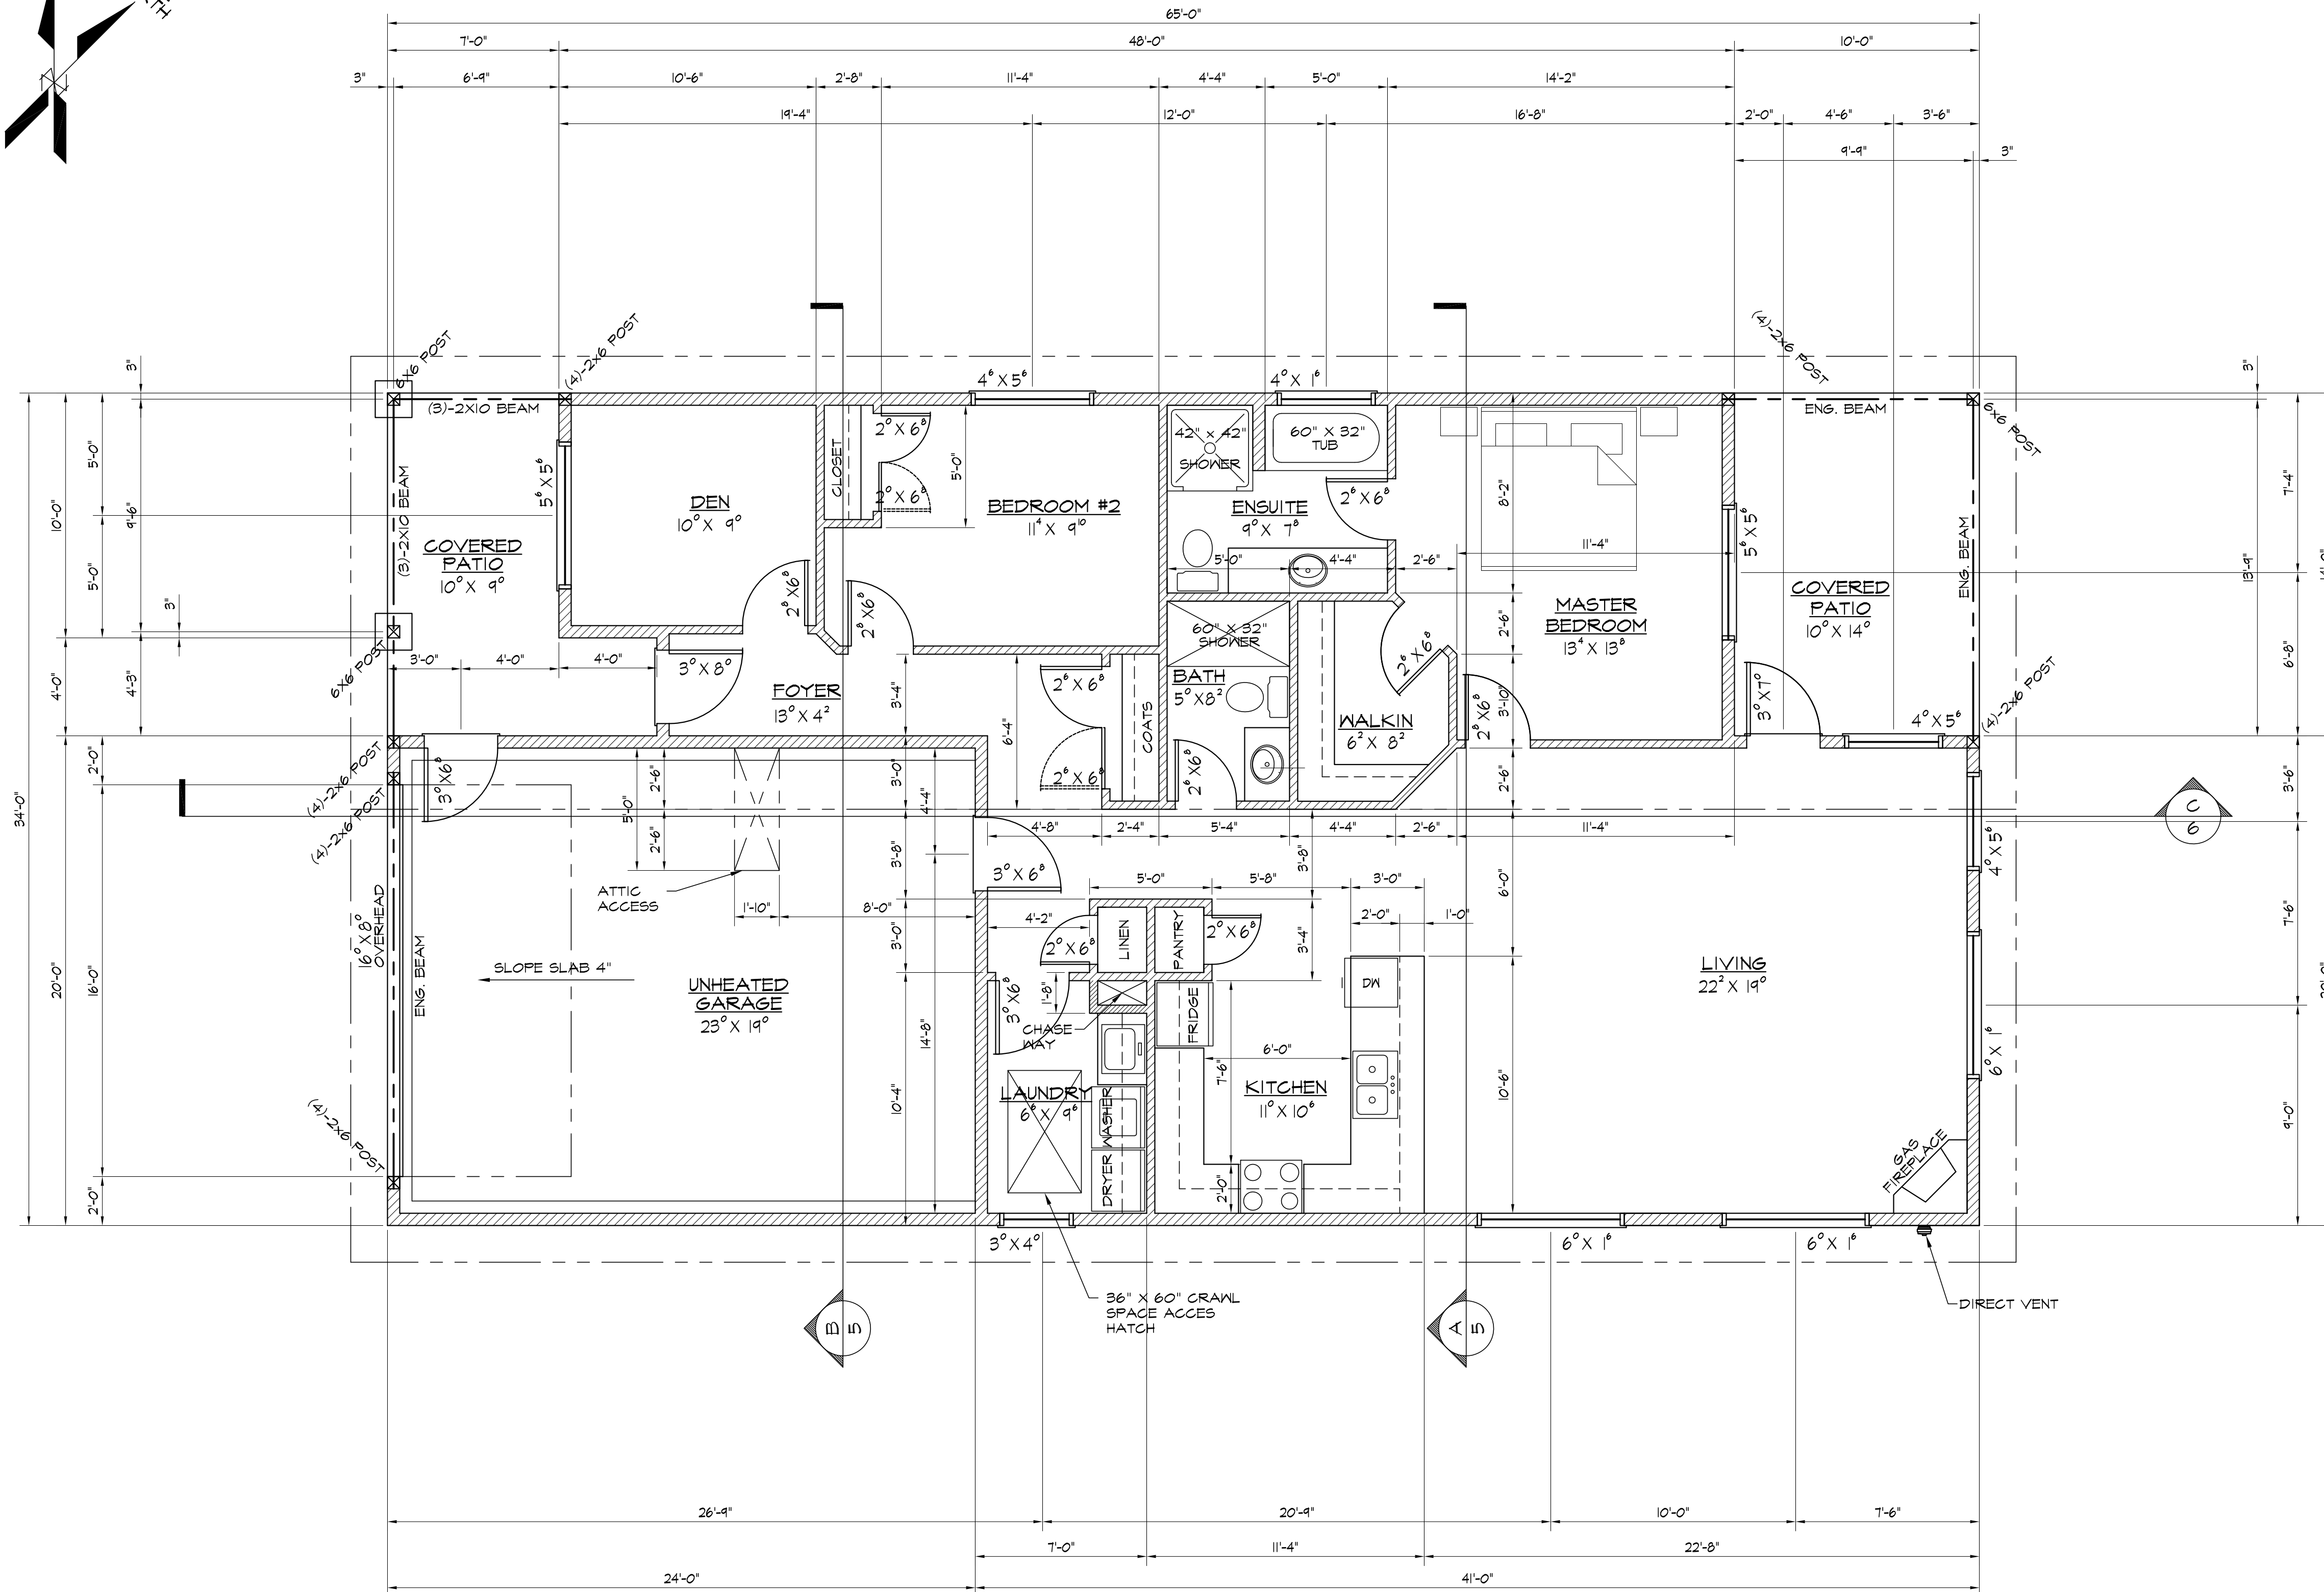 65'-0"
7'-0" 48'-0" 10'-0"
3" 6'-9" 10'-6" 2'-8" 11'-4" 4'-4" 5'-0" 14'-2"
19'-4" 12'-0" 16'-8" 2'-0" 4'-6" 3'-6"
9'-9" 3"
6x6 POST
(4)-2x6 POST
(4)-2x6 POST
3"
3"
(3)-2X10 BEAM
4⁶ X 5⁶
4⁰ X 1⁶
ENG. BEAM
6x6 POST
(3)-2X10 BEAM
5⁶ X 5⁶
CLOSET
2⁰ X 6⁸
2⁰ X 6⁸
5'-0"
42" x 42"
SHOWER
60" X 32"
TUB
2⁶ X 6⁸
8'-2"
5⁶ X 5⁶
ENG. BEAM
DEN
10⁰ X 9⁰
BEDROOM #2
11⁴ X 9¹⁰
ENSUITE
9⁰ X 7⁸
COVERED
PATIO
10⁰ X 9⁰
5'-0" 4'-4" 2'-6" 11'-4"
MASTER
BEDROOM
13⁴ X 13⁸
COVERED
PATIO
10⁰ X 14⁰
5'-0"
5'-0"
10'-0"
9'-6"
3"
4'-0"
4'-3"
34'-0"
20'-0"
2'-0"
16'-0"
2'-0"
7'-4"
13'-9"
6'-8"
3'-6"
7'-6"
9'-0"
2⁸ X6⁸
2⁸ X6⁸
60" X 32"
SHOWER
BATH
5⁰ X8²
2⁶ X 6⁸
2'-6"
3'-10"
2'-6"
6x6 POST
3'-0" 4'-0" 4'-0"
3⁰ X 8⁰
FOYER
13⁰ X 4²
3'-4"
6'-4"
2⁶ X 6⁸
2⁶ X 6⁸
COATS
2⁶ X6⁸
WALKIN
6² X 8²
2⁸ X6⁸
3⁰ X 7⁰
4⁰ X 5⁶
(4)-2x6 POST
(4)-2x6 POST
(4)-2x6 POST
3⁰ X6⁸
5'-0"
2'-6"
2'-6"
3'-0"
4'-4"
3'-8"
3'-0"
14'-8"
10'-4"
4'-8" 2'-4" 5'-4" 4'-4" 2'-6" 11'-4"
C
6
ATTIC
ACCESS
1'-10" 8'-0"
3⁰ X 6⁸
5'-0" 5'-8" 3'-0"
3'-8"
6'-0"
4⁰ X 5⁶
4'-2"
2'-0" 1'-0"
3'-4"
2⁰ X 6⁸
LINEN
PANTRY
2⁰ X 6⁸
16⁰ X 8⁰
OVERHEAD
ENG. BEAM
SLOPE SLAB 4"
UNHEATED
GARAGE
23⁰ X 19⁰
3⁰ X6⁸
1'-8"
CHASE
WAY
FRIDGE
DW
LIVING
22² X 19⁰
6⁰ X 1⁶
6'-0"
7'-6"
10'-6"
LAUNDRY
6⁶ X 9⁶
WASHER
DRYER
KITCHEN
11⁰ X 10⁶
2'-0"
GAS
FIREPLACE
(4)-2x6 POST
3⁰ X 4⁰
6⁰ X 1⁶
6⁰ X 1⁶
36" X 60" CRAWL
SPACE ACCES
HATCH
DIRECT VENT
B
5
A
5
26'-9" 20'-9" 10'-0" 7'-6"
7'-0" 11'-4" 22'-8"
24'-0" 41'-0"